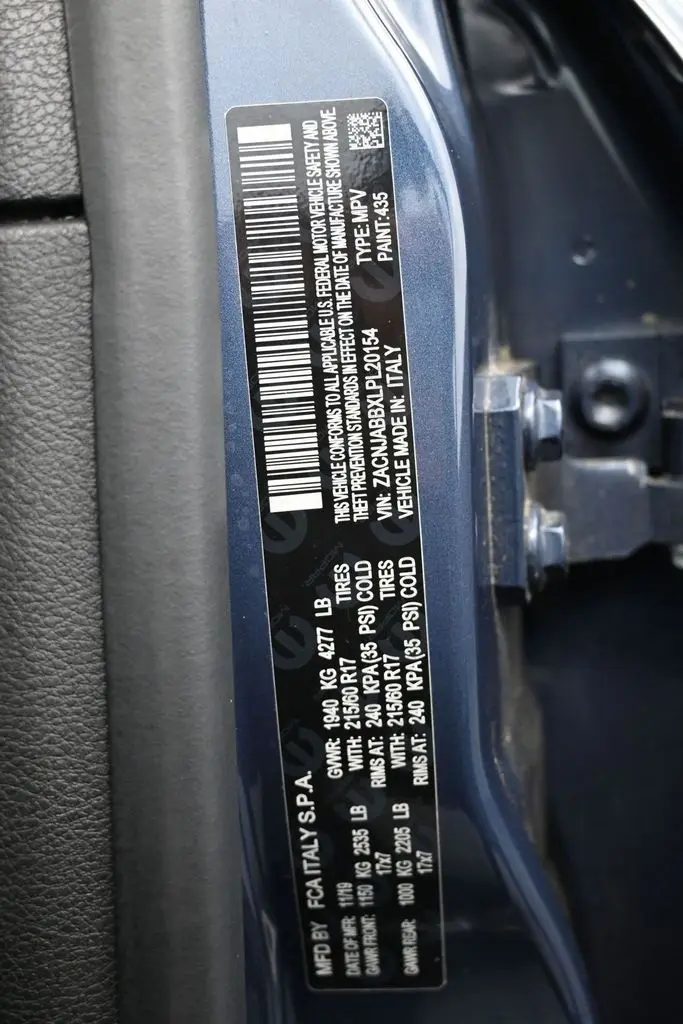 MFD BY FCA ITALY S.P.A.
DATE OF MFR: 11/19 GVWR: 1940 KG 4277 LB
GAWR FRONT: 1150 KG 2535 LB WITH: 215/60 R17 TIRES
17x7 RIMS AT: 240 KPA(35 PSI) COLD
GAWR REAR: 1000 KG 2205 LB WITH: 215/60 R17 TIRES
17x7 RIMS AT: 240 KPA(35 PSI) COLD
THIS VEHICLE CONFORMS TO ALL APPLICABLE U.S. FEDERAL MOTOR VEHICLE SAFETY AND
THEFT PREVENTION STANDARDS IN EFFECT ON THE DATE OF MANUFACTURE SHOWN ABOVE.
VIN: ZACNJABBXLPL20154 TYPE: MPV
VEHICLE MADE IN: ITALY PAINT: 435